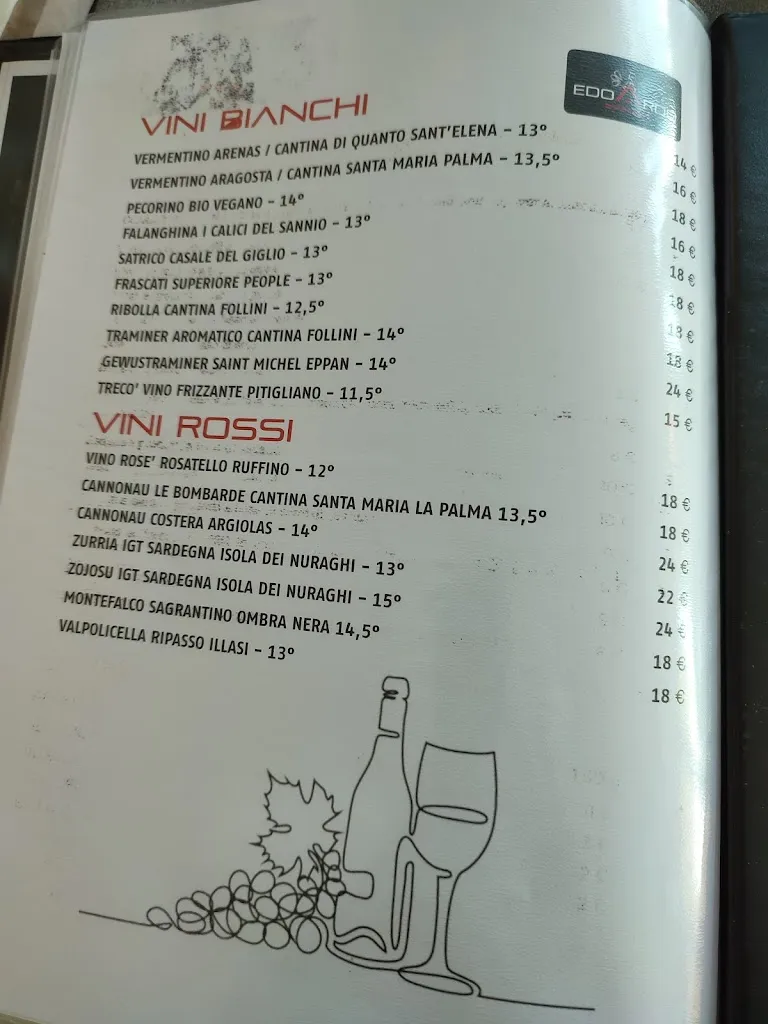 EDO
VINI BIANCHI
VERMENTINO ARENAS / CANTINA DI QUANTO SANT'ELENA – 13° 14 €
VERMENTINO ARAGOSTA / CANTINA SANTA MARIA PALMA – 13,5° 16 €
PECORINO BIO VEGANO – 14° 18 €
FALANGHINA I CALICI DEL SANNIO – 13° 16 €
SATRICO CASALE DEL GIGLIO – 13° 18 €
FRASCATI SUPERIORE PEOPLE – 13° 18 €
RIBOLLA CANTINA FOLLINI – 12,5° 18 €
TRAMINER AROMATICO CANTINA FOLLINI – 14° 18 €
GEWUSTRAMINER SAINT MICHEL EPPAN – 14° 24 €
TRECO' VINO FRIZZANTE PITIGLIANO – 11,5° 15 €
VINI ROSSI
VINO ROSE' ROSATELLO RUFFINO – 12° 18 €
CANNONAU LE BOMBARDE CANTINA SANTA MARIA LA PALMA 13,5° 18 €
CANNONAU COSTERA ARGIOLAS – 14° 24 €
ZURRIA IGT SARDEGNA ISOLA DEI NURAGHI – 13° 22 €
ZOJOSU IGT SARDEGNA ISOLA DEI NURAGHI – 15° 24 €
MONTEFALCO SAGRANTINO OMBRA NERA 14,5° 18 €
VALPOLICELLA RIPASSO ILLASI – 13° 18 €